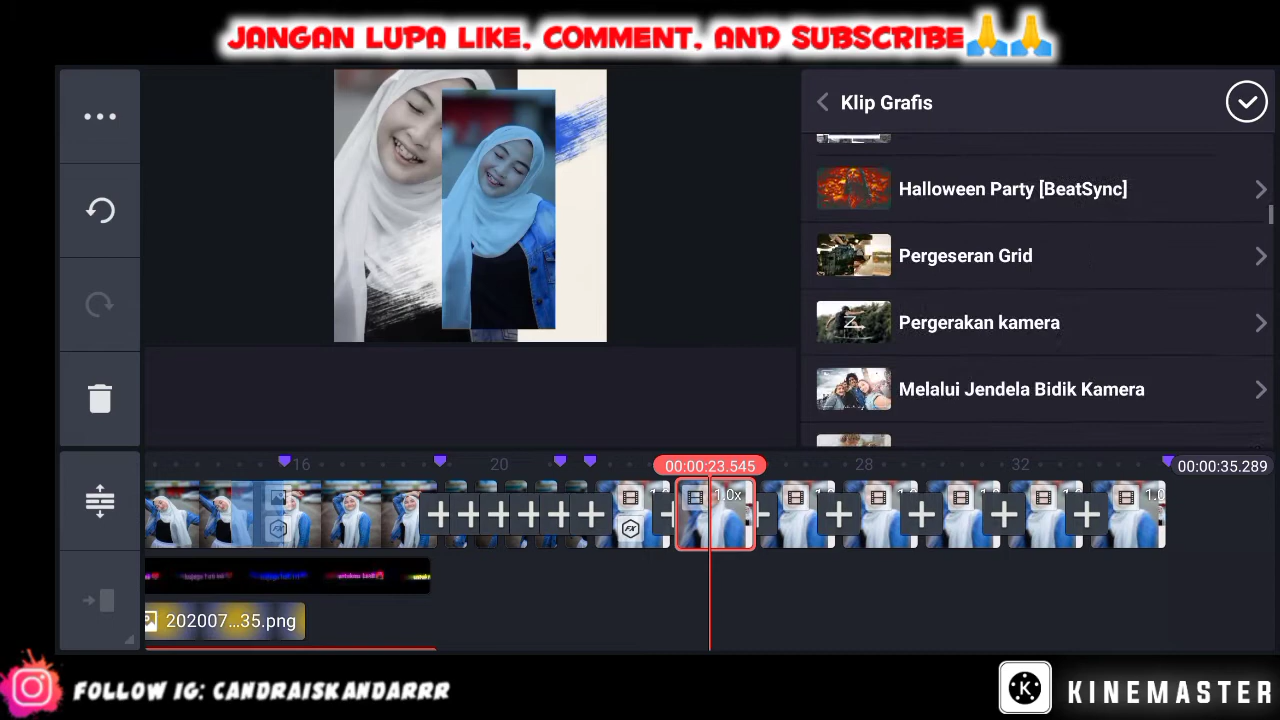 JANGAN LUPA LIKE, COMMENT, AND SUBSCRIBE🙏🙏
Klip Grafis
Halloween Party [BeatSync]
Pergeseran Grid
Pergerakan kamera
Melalui Jendela Bidik Kamera
16
20
00:00:23.545
28
32
00:00:35.289
1.0x
1.0
202007...35.png
FOLLOW IG: CANDRAISKANDARRR
K KINEMASTER